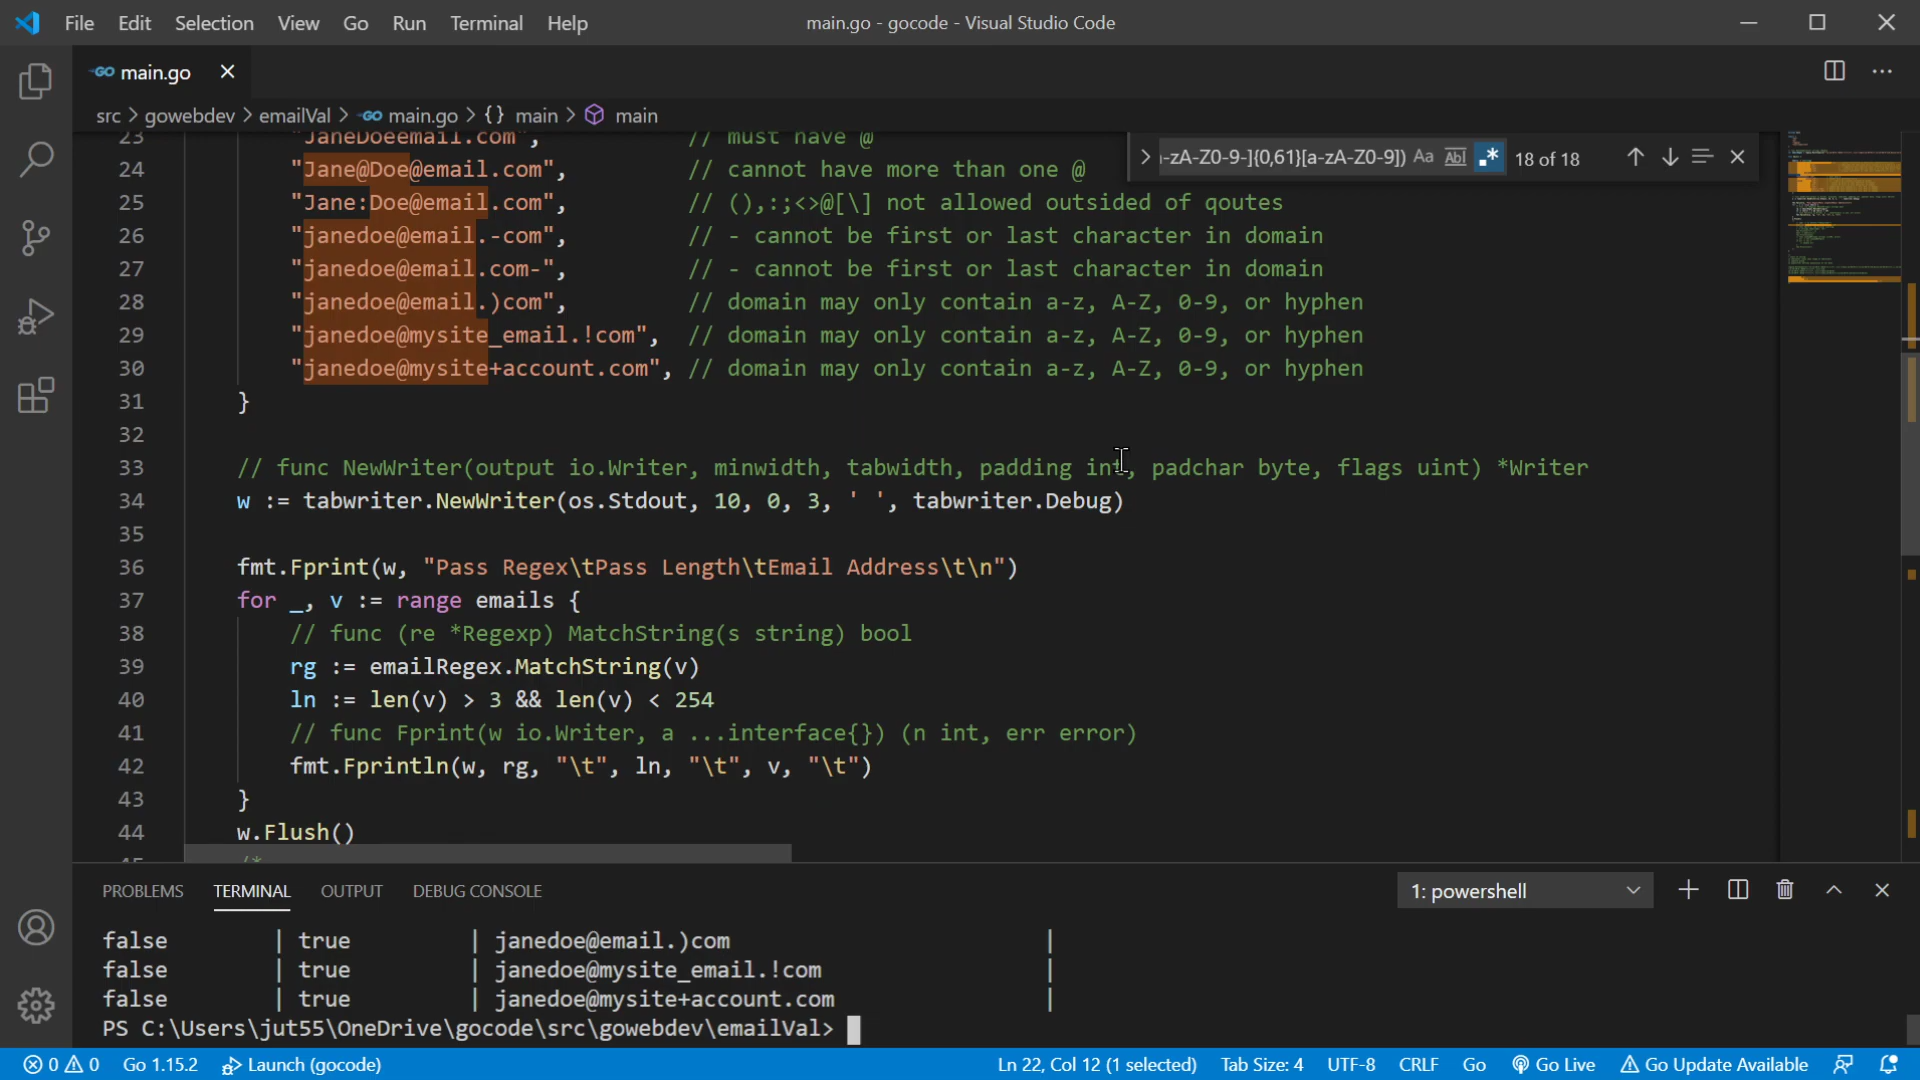 File Edit Selection View Go Run Terminal Help main.go - gocode - Visual Studio Code
GO main.go
src > gowebdev > emailVal > GO main.go > {} main > main
-zA-Z0-9-]{0,61}[a-zA-Z0-9]) Aa Abl .* 18 of 18
23 "JaneDoeemail.com", // must have @
24 "Jane@Doe@email.com", // cannot have more than one @
25 "Jane:Doe@email.com", // (),:;<>@[\] not allowed outsided of qoutes
26 "janedoe@email.-com", // - cannot be first or last character in domain
27 "janedoe@email.com-", // - cannot be first or last character in domain
28 "janedoe@email.)com", // domain may only contain a-z, A-Z, 0-9, or hyphen
29 "janedoe@mysite_email.!com", // domain may only contain a-z, A-Z, 0-9, or hyphen
30 "janedoe@mysite+account.com", // domain may only contain a-z, A-Z, 0-9, or hyphen
31 }
32
33 // func NewWriter(output io.Writer, minwidth, tabwidth, padding int, padchar byte, flags uint) *Writer
34 w := tabwriter.NewWriter(os.Stdout, 10, 0, 3, ' ', tabwriter.Debug)
35
36 fmt.Fprint(w, "Pass Regex\tPass Length\tEmail Address\t\n")
37 for _, v := range emails {
38 // func (re *Regexp) MatchString(s string) bool
39 rg := emailRegex.MatchString(v)
40 ln := len(v) > 3 && len(v) < 254
41 // func Fprint(w io.Writer, a ...interface{}) (n int, err error)
42 fmt.Fprintln(w, rg, "\t", ln, "\t", v, "\t")
43 }
44 w.Flush()
45 /*
PROBLEMS TERMINAL OUTPUT DEBUG CONSOLE 1: powershell
false | true | janedoe@email.)com |
false | true | janedoe@mysite_email.!com |
false | true | janedoe@mysite+account.com |
PS C:\Users\jut55\OneDrive\gocode\src\gowebdev\emailVal>
0 0 Go 1.15.2 Launch (gocode) Ln 22, Col 12 (1 selected) Tab Size: 4 UTF-8 CRLF Go Go Live Go Update Available